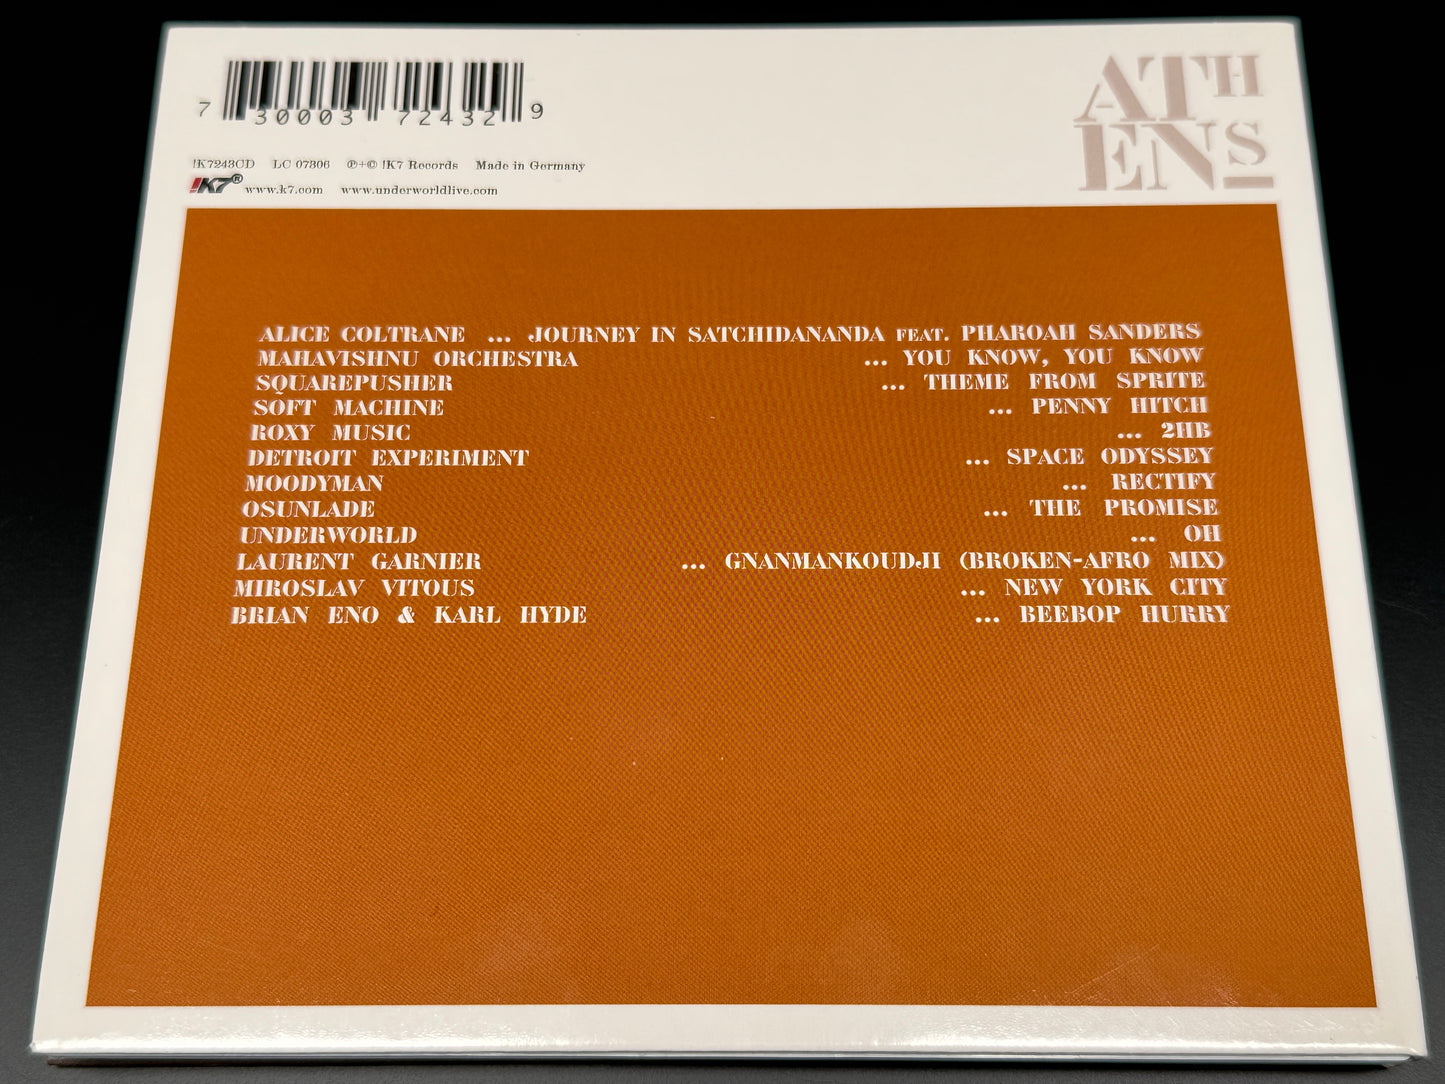 7 30003 72432 9
ATH
ENS
!K7243CD LC 07306 ℗+© !K7 Records Made in Germany
!K7® www.k7.com www.underworldlive.com
ALICE COLTRANE ... JOURNEY IN SATCHIDANANDA FEAT. PHAROAH SANDERS
MAHAVISHNU ORCHESTRA ... YOU KNOW, YOU KNOW
SQUAREPUSHER ... THEME FROM SPRITE
SOFT MACHINE ... PENNY HITCH
ROXY MUSIC ... 2HB
DETROIT EXPERIMENT ... SPACE ODYSSEY
MOODYMAN ... RECTIFY
OSUNLADE ... THE PROMISE
UNDERWORLD ... OH
LAURENT GARNIER ... GNANMANKOUDJI (BROKEN-AFRO MIX)
MIROSLAV VITOUS ... NEW YORK CITY
BRIAN ENO & KARL HYDE ... BEEBOP HURRY